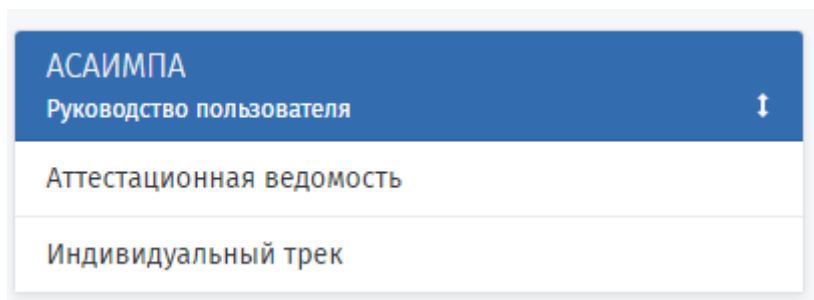 АСАИМПА
Руководство пользователя
Аттестационная ведомость
Индивидуальный трек